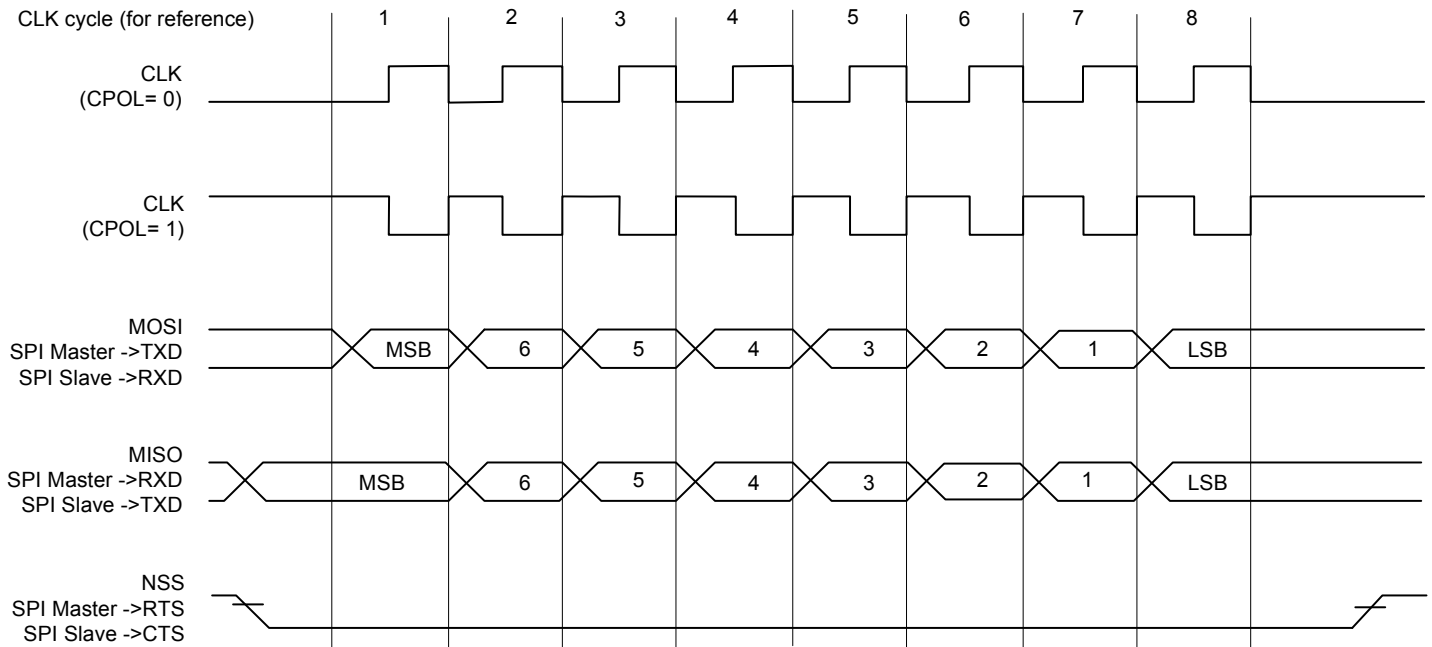 CLK cycle (for reference) 1 2 3 4 5 6 7 8
CLK
(CPOL= 0)
CLK
(CPOL= 1)
MOSI
SPI Master ->TXD
SPI Slave ->RXD
MSB 6 5 4 3 2 1 LSB
MISO
SPI Master ->RXD
SPI Slave ->TXD
MSB 6 5 4 3 2 1 LSB
NSS
SPI Master ->RTS
SPI Slave ->CTS